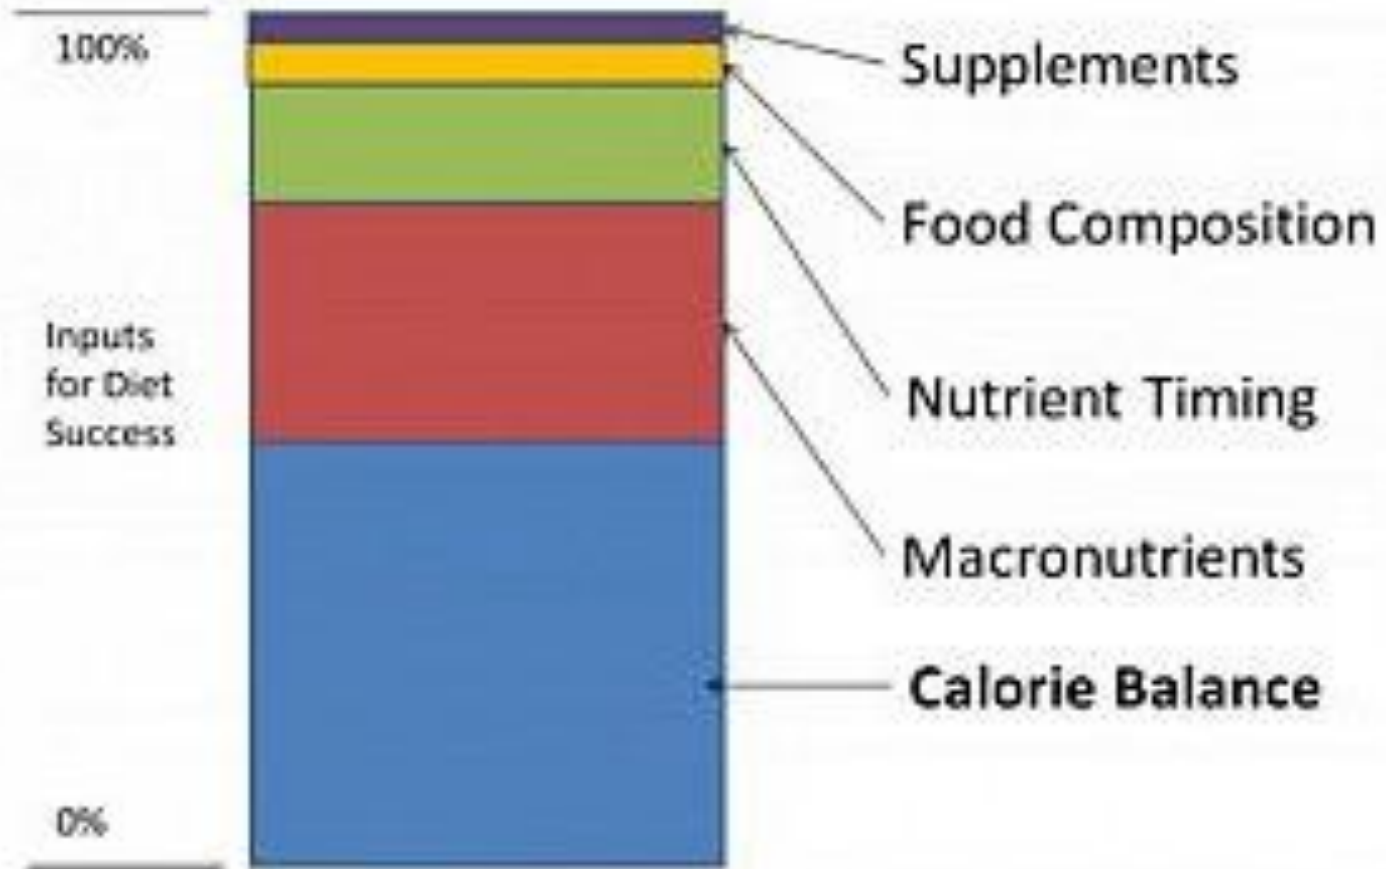 100%
Supplements
Food Composition
Inputs
for Diet
Success
Nutrient Timing
Macronutrients
Calorie Balance
0%